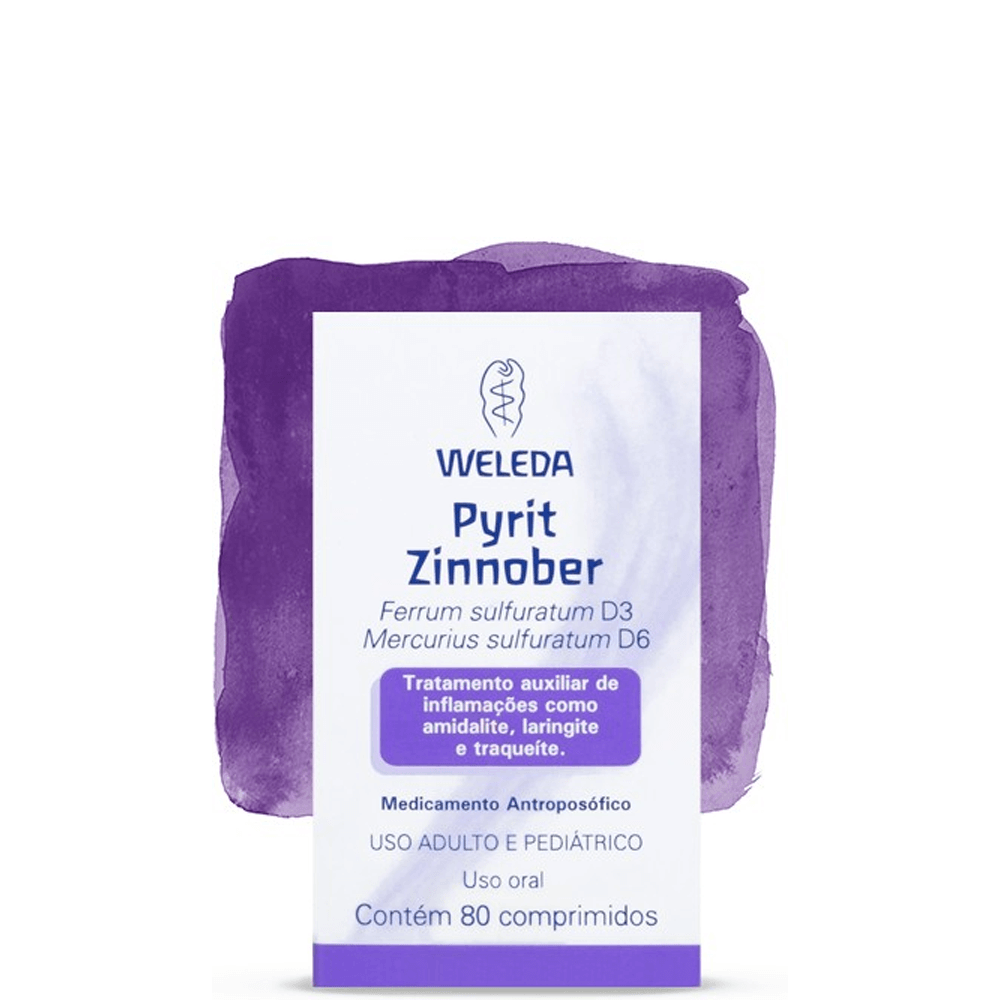 WELEDA
Pyrit
Zinnober
Ferrum sulfuratum D3
Mercurius sulfuratum D6
Tratamento auxiliar de
inflamações como
amidalite, laringite
e traqueíte.
Medicamento Antroposófico
USO ADULTO E PEDIÁTRICO
Uso oral
Contém 80 comprimidos